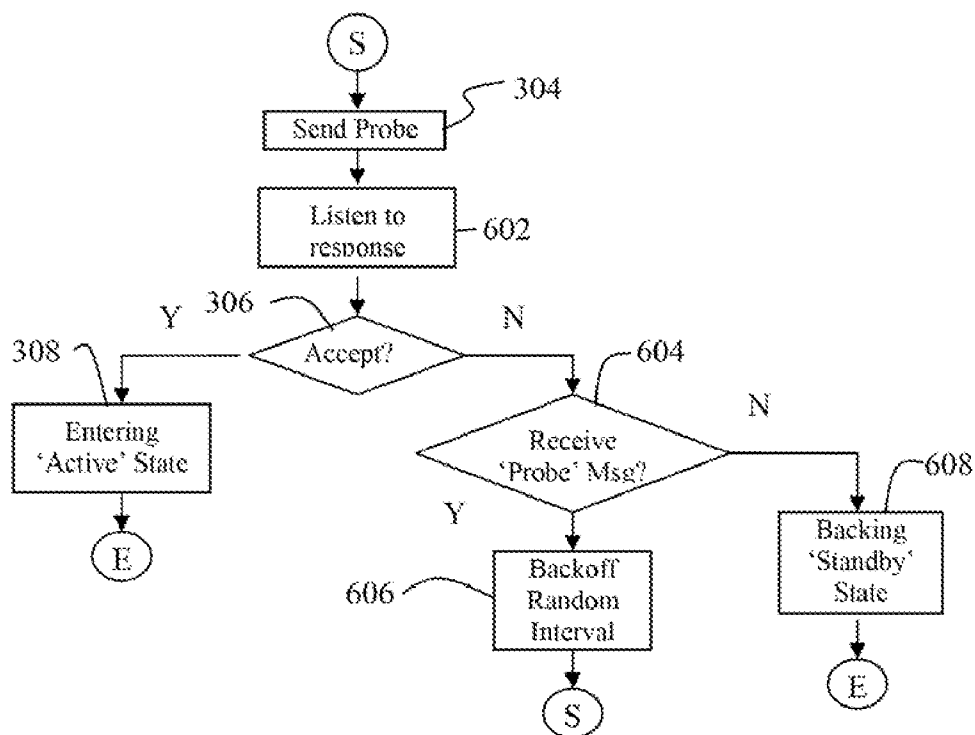 S
304
Send Probe
Listen to
response
602
306
Y
N
Accept?
308
604
Entering
‘Active’ State
N
Receive
‘Probe’ Msg?
608
Y
E
Backing
‘Standby’
State
606
Backoff
Random
Interval
E
S